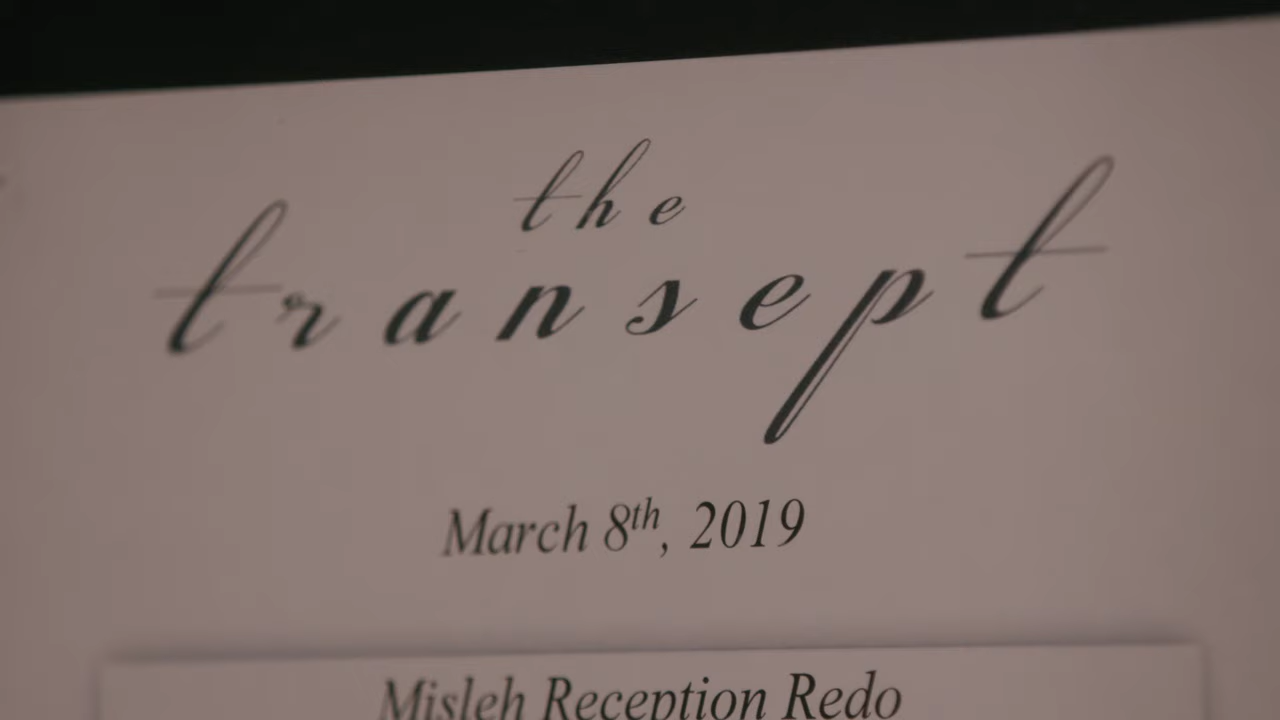 the
transept
March 8th, 2019
Misleh Reception Redo